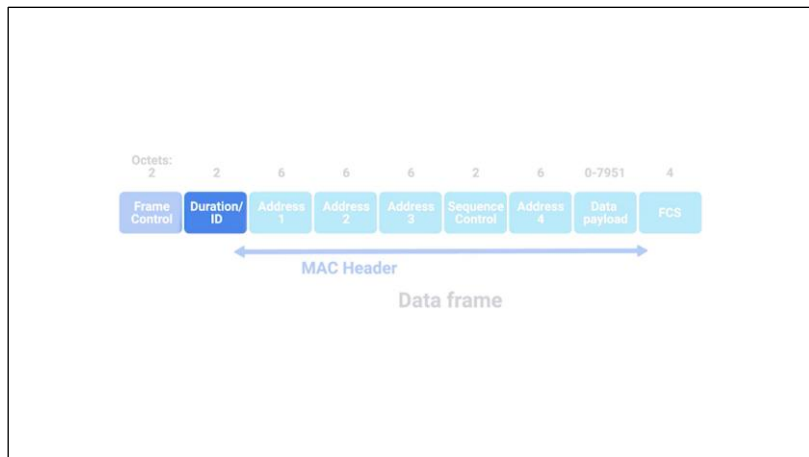 Octets:
2 2 6 6 6 2 6 0-7951 4
Frame Control
Duration/ ID
Address 1
Address 2
Address 3
Sequence Control
Address 4
Data payload
FCS
MAC Header
Data frame